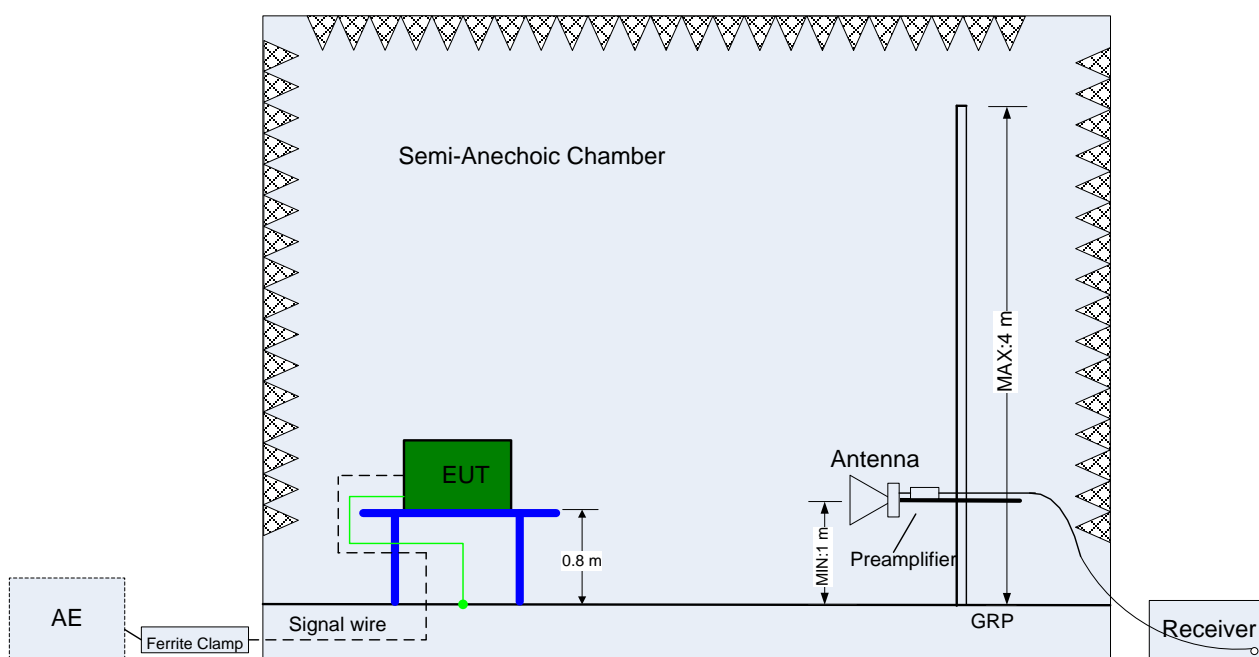 Semi-Anechoic Chamber
MAX:4 m
EUT
Antenna
0.8 m
MIN:1 m
Preamplifier
AE
Ferrite Clamp
Signal wire
GRP
Receiver